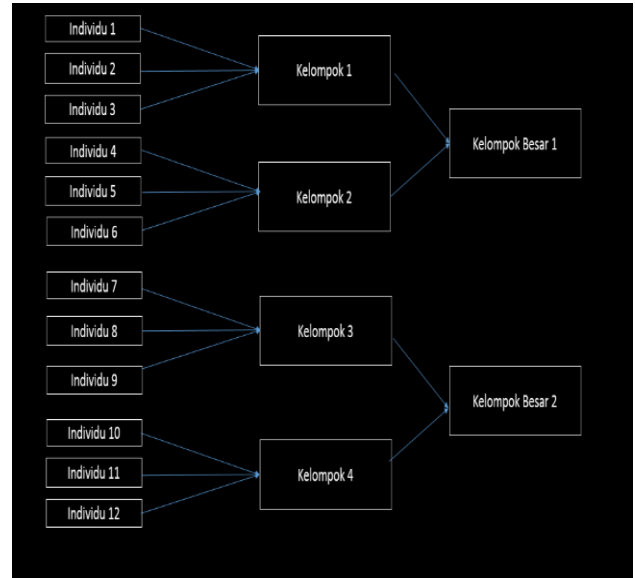 Individu 1
Individu 2
Individu 3
Kelompok 1
Individu 4
Individu 5
Individu 6
Kelompok 2
Kelompok Besar 1
Individu 7
Individu 8
Individu 9
Kelompok 3
Individu 10
Individu 11
Individu 12
Kelompok 4
Kelompok Besar 2